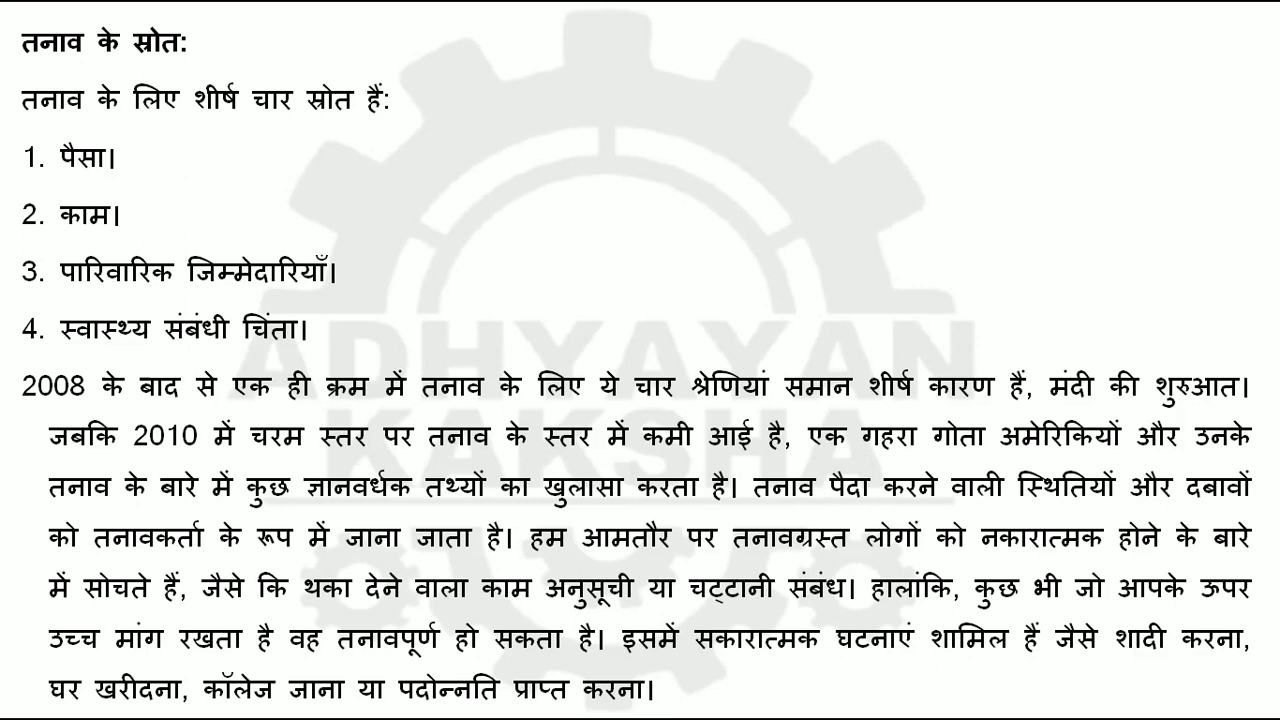 तनाव के स्रोत:
तनाव के लिए शीर्ष चार स्रोत हैं:
1. पैसा।
2. काम।
3. पारिवारिक जिम्मेदारियाँ।
4. स्वास्थ्य संबंधी चिंता।
2008 के बाद से एक ही क्रम में तनाव के लिए ये चार श्रेणियां समान शीर्ष कारण हैं, मंदी की शुरुआत।
जबकि 2010 में चरम स्तर पर तनाव के स्तर में कमी आई है, एक गहरा गोता अमेरिकियों और उनके
तनाव के बारे में कुछ ज्ञानवर्धक तथ्यों का खुलासा करता है। तनाव पैदा करने वाली स्थितियों और दबावों
को तनावकर्ता के रूप में जाना जाता है। हम आमतौर पर तनावग्रस्त लोगों को नकारात्मक होने के बारे
में सोचते हैं, जैसे कि थका देने वाला काम अनुसूची या चट्टानी संबंध। हालांकि, कुछ भी जो आपके ऊपर
उच्च मांग रखता है वह तनावपूर्ण हो सकता है। इसमें सकारात्मक घटनाएं शामिल हैं जैसे शादी करना,
घर खरीदना, कॉलेज जाना या पदोन्नति प्राप्त करना।
ADHYAYAN
KAKSHA